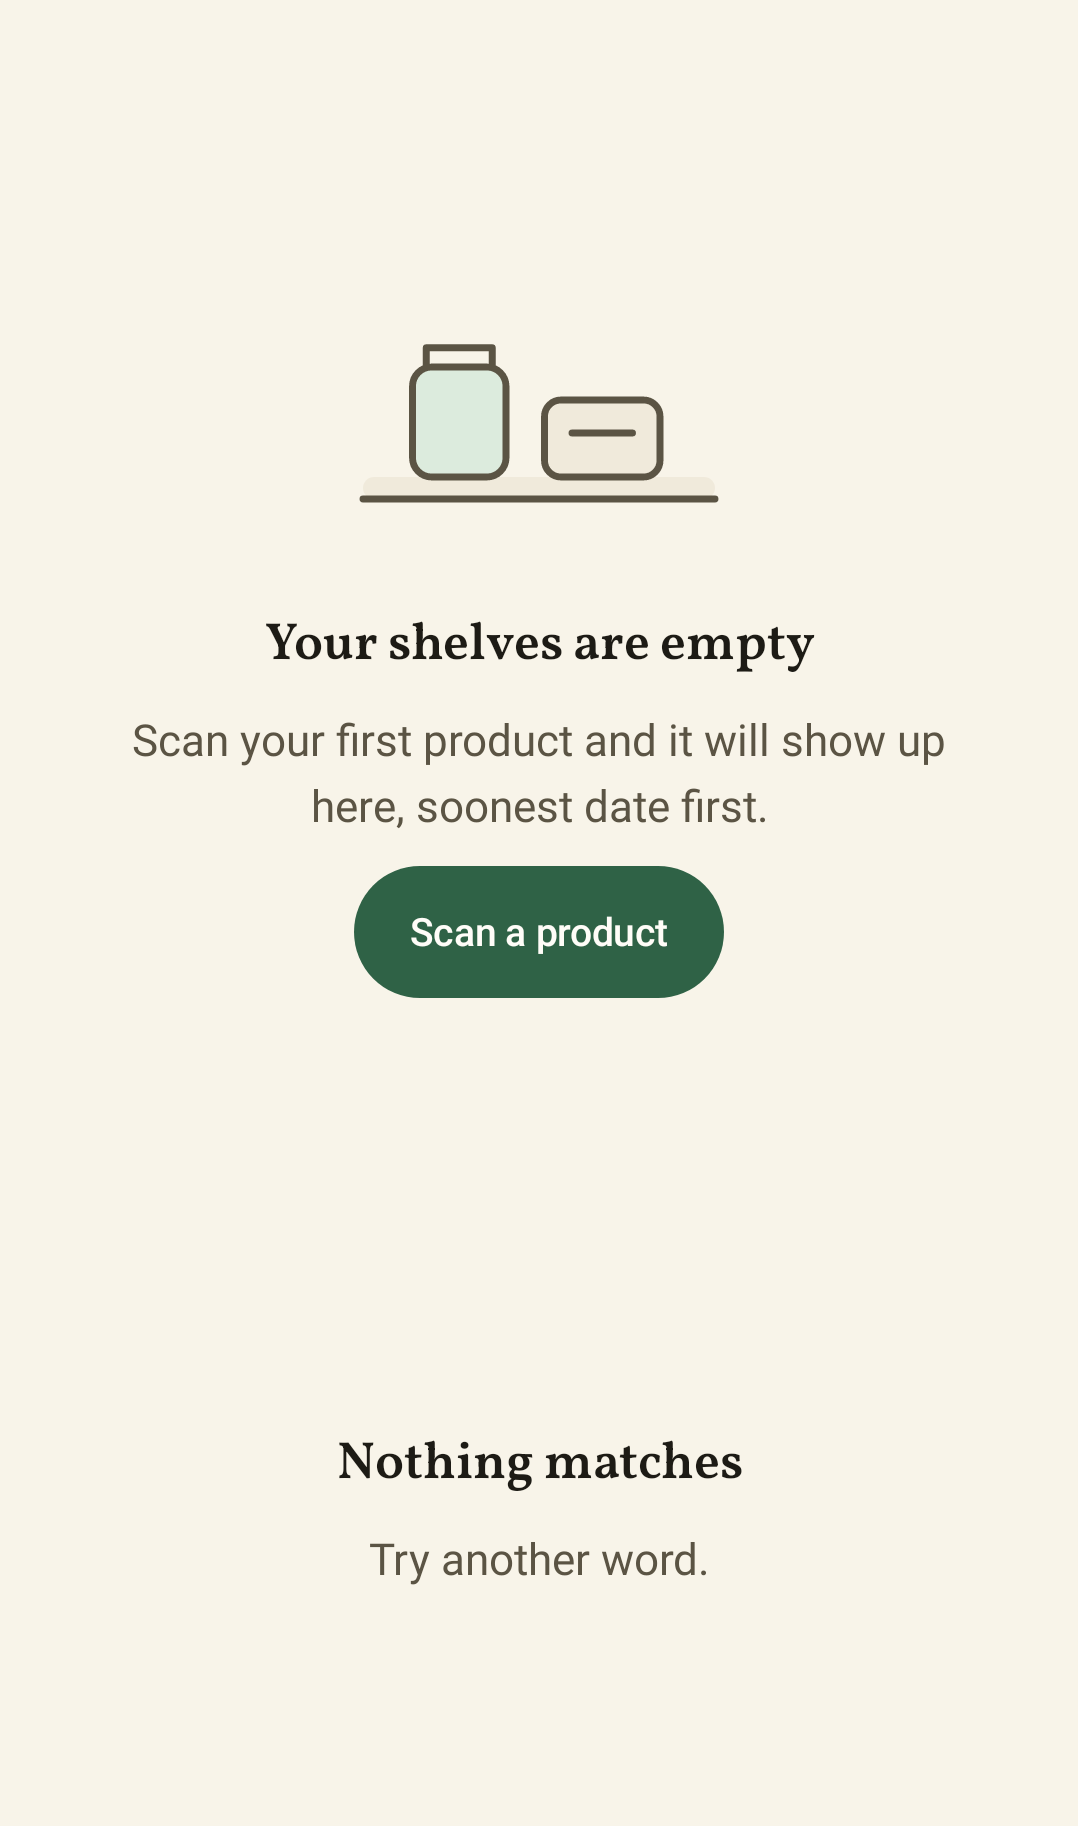 Your shelves are empty
Scan your first product and it will show up
here, soonest date first.
Scan a product
Nothing matches
Try another word.